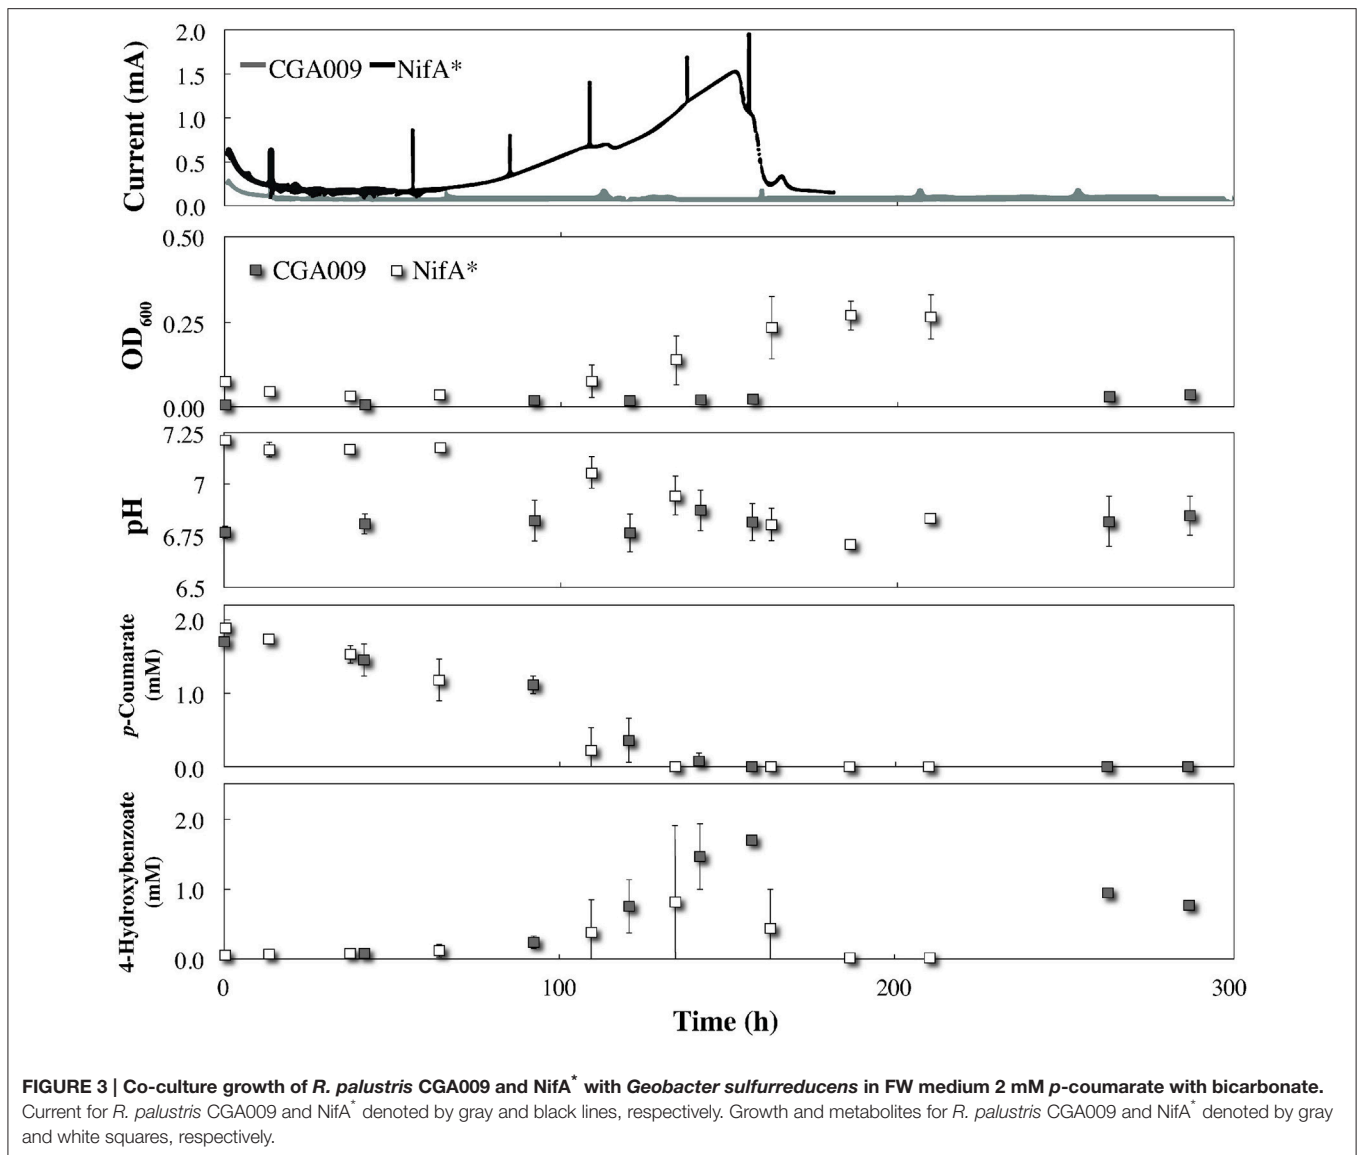 Current (mA)
2.0
1.5
1.0
0.5
0.0
CGA009 NifA*
OD600
0.50
0.25
0.00
CGA009 NifA*
pH
7.25
7
6.75
6.5
p-Coumarate
(mM)
2.0
1.0
0.0
4-Hydroxybenzoate
(mM)
2.0
1.0
0.0
0 100 200 300
Time (h)
FIGURE 3 | Co-culture growth of R. palustris CGA009 and NifA* with Geobacter sulfurreducens in FW medium 2 mM p-coumarate with bicarbonate.
Current for R. palustris CGA009 and NifA* denoted by gray and black lines, respectively. Growth and metabolites for R. palustris CGA009 and NifA* denoted by gray
and white squares, respectively.